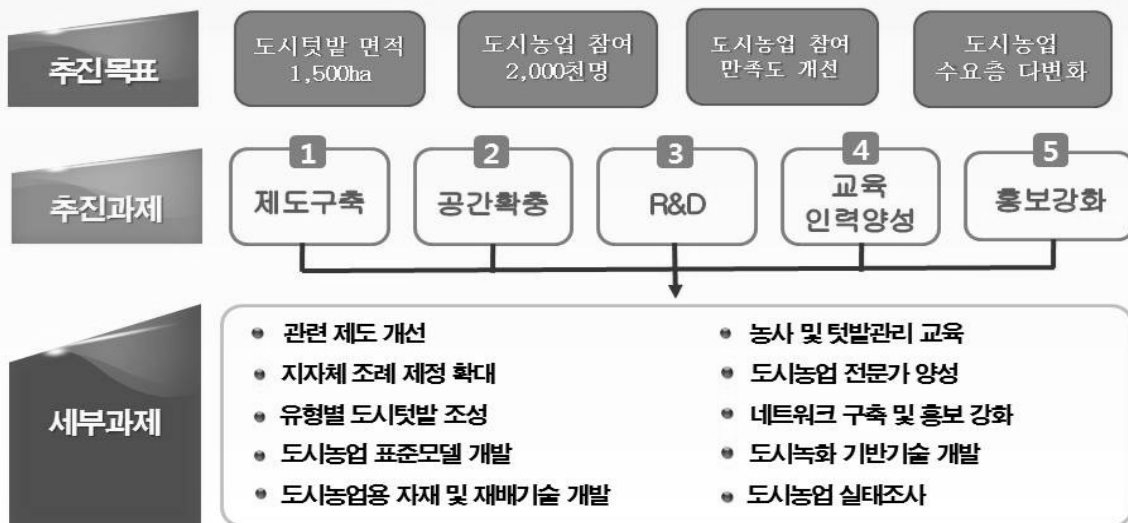 추진목표
도시텃밭 면적
1,500ha
도시농업 참여
2,000천명
도시농업 참여
만족도 개선
도시농업
수요층 다변화
추진과제
1
제도구축
2
공간확충
3
R&D
4
교육
인력양성
5
홍보강화
세부과제
관련 제도 개선
지자체 조례 제정 확대
유형별 도시텃밭 조성
도시농업 표준모델 개발
도시농업용 자재 및 재배기술 개발
농사 및 텃밭관리 교육
도시농업 전문가 양성
네트워크 구축 및 홍보 강화
도시녹화 기반기술 개발
도시농업 실태조사